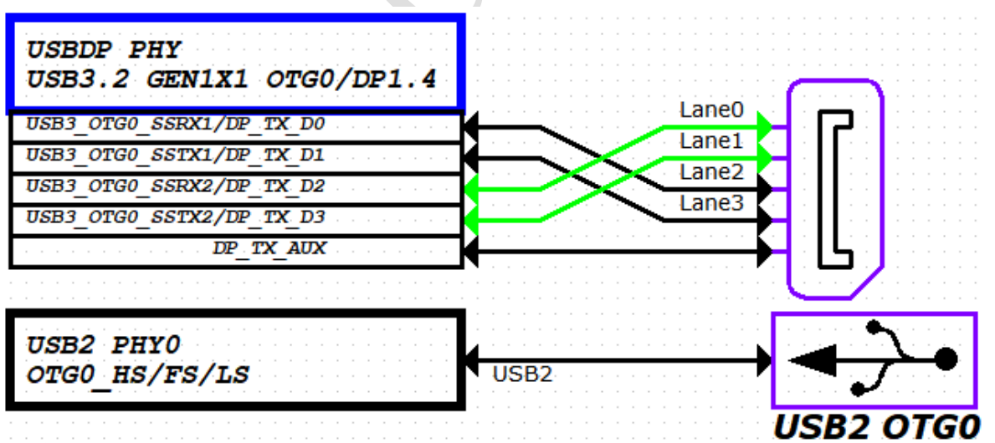 USBDP PHY
USB3.2 GEN1X1 OTG0/DP1.4
USB3_OTG0_SSRX1/DP_TX_D0
USB3_OTG0_SSTX1/DP_TX_D1
USB3_OTG0_SSRX2/DP_TX_D2
USB3_OTG0_SSTX2/DP_TX_D3
DP_TX_AUX
Lane0
Lane1
Lane2
Lane3
USB2 PHY0
OTG0_HS/FS/LS
USB2
USB2 OTG0